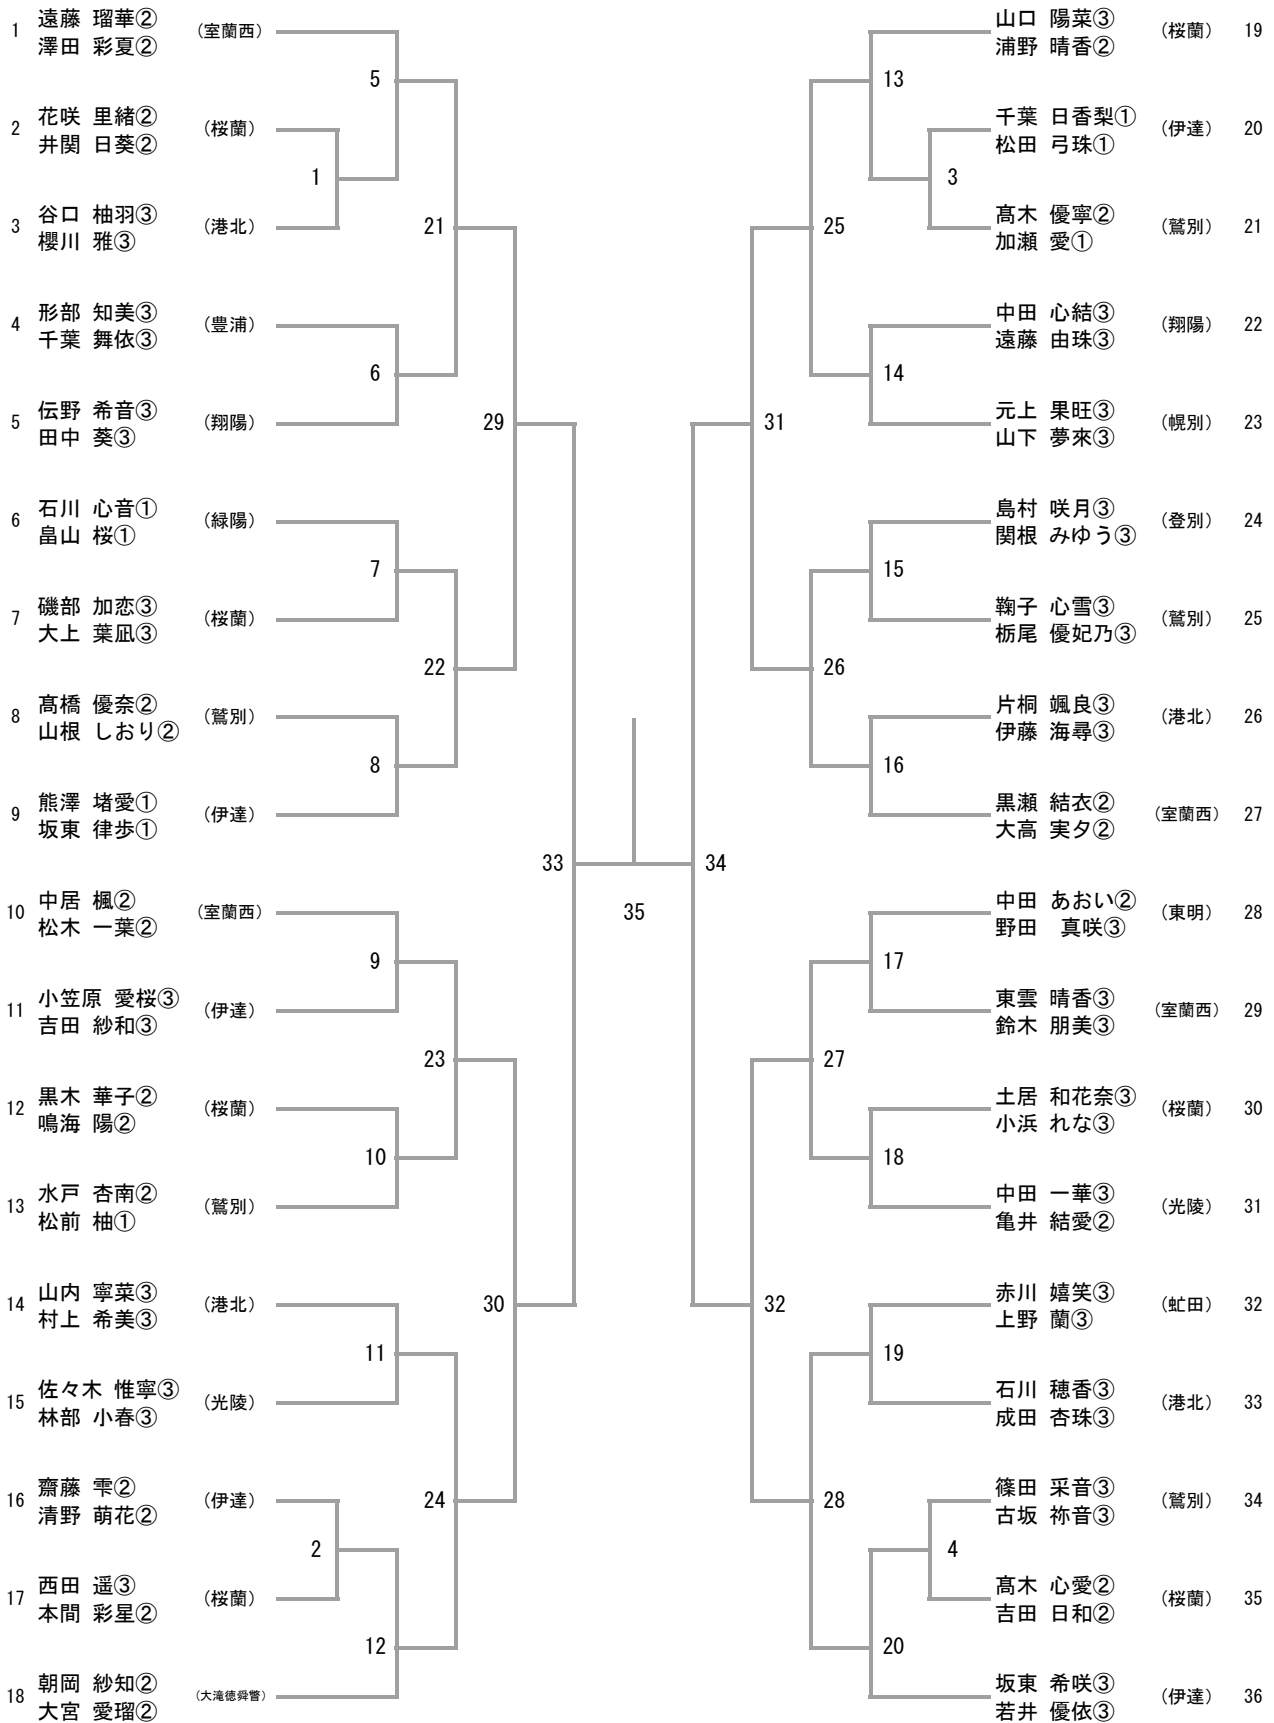 1 遠藤 瑠華② (室蘭西)
澤田 彩夏②
5
2 花咲 里緒② (桜蘭)
井関 日葵②
1
3 谷口 柚羽③ (港北)
櫻川 雅③
21
4 形部 知美③ (豊浦)
千葉 舞依③
6
5 伝野 希音③ (翔陽)
田中 葵③
29
6 石川 心音① (緑陽)
畠山 桜①
7
7 磯部 加恋③ (桜蘭)
大上 葉凪③
22
8 髙橋 優奈② (鷲別)
山根 しおり②
8
9 熊澤 堵愛① (伊達)
坂東 律歩①
33
10 中居 楓② (室蘭西)
松木 一葉②
9
11 小笠原 愛桜③ (伊達)
吉田 紗和③
23
12 黒木 華子② (桜蘭)
鳴海 陽②
10
13 水戸 杏南② (鷲別)
松前 柚①
14 山内 寧菜③ (港北)
村上 希美③
30
11
15 佐々木 惟寧③ (光陵)
林部 小春③
16 齋藤 雫② (伊達)
清野 萌花②
24
2
17 西田 遥③ (桜蘭)
本間 彩星②
12
18 朝岡 紗知② (大滝徳舜瞥)
大宮 愛瑠②
35
山口 陽菜③ (桜蘭) 19
浦野 晴香②
13
千葉 日香梨① (伊達) 20
松田 弓珠①
3
髙木 優寧② (鷲別) 21
加瀬 愛①
25
中田 心結③ (翔陽) 22
遠藤 由珠③
14
元上 果旺③ (幌別) 23
山下 夢來③
31
島村 咲月③ (登別) 24
関根 みゆう③
15
鞠子 心雪③ (鷲別) 25
栃尾 優妃乃③
26
片桐 颯良③ (港北) 26
伊藤 海尋③
16
黒瀬 結衣② (室蘭西) 27
大高 実夕②
34
中田 あおい② (東明) 28
野田 真咲③
17
東雲 晴香③ (室蘭西) 29
鈴木 朋美③
27
土居 和花奈③ (桜蘭) 30
小浜 れな③
18
中田 一華③ (光陵) 31
亀井 結愛②
赤川 嬉笑③ (虻田) 32
上野 蘭③
32
19
石川 穂香③ (港北) 33
成田 杏珠③
篠田 采音③ (鷲別) 34
古坂 祢音③
28
4
髙木 心愛② (桜蘭) 35
吉田 日和②
20
坂東 希咲③ (伊達) 36
若井 優依③